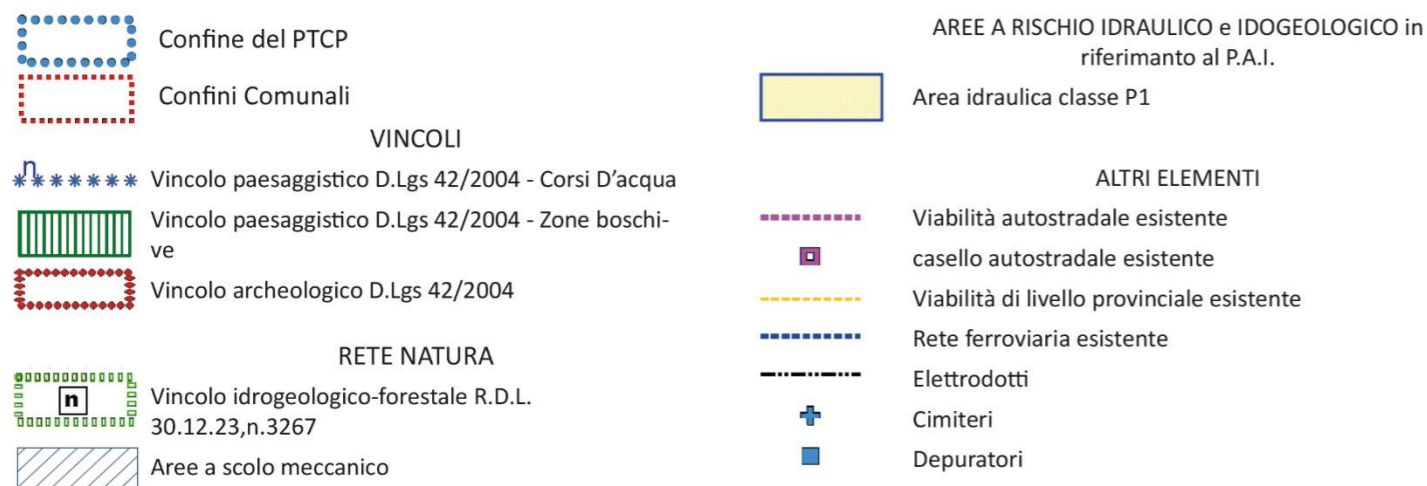 Confine del PTCP
Confini Comunali
VINCOLI
n
Vincolo paesaggistico D.Lgs 42/2004 - Corsi D’acqua
Vincolo paesaggistico D.Lgs 42/2004 - Zone boschi-
ve
Vincolo archeologico D.Lgs 42/2004
RETE NATURA
n
Vincolo idrogeologico-forestale R.D.L.
30.12.23,n.3267
Aree a scolo meccanico
AREE A RISCHIO IDRAULICO e IDOGEOLOGICO in
riferimanto al P.A.I.
Area idraulica classe P1
ALTRI ELEMENTI
Viabilità autostradale esistente
casello autostradale esistente
Viabilità di livello provinciale esistente
Rete ferroviaria esistente
Elettrodotti
Cimiteri
Depuratori